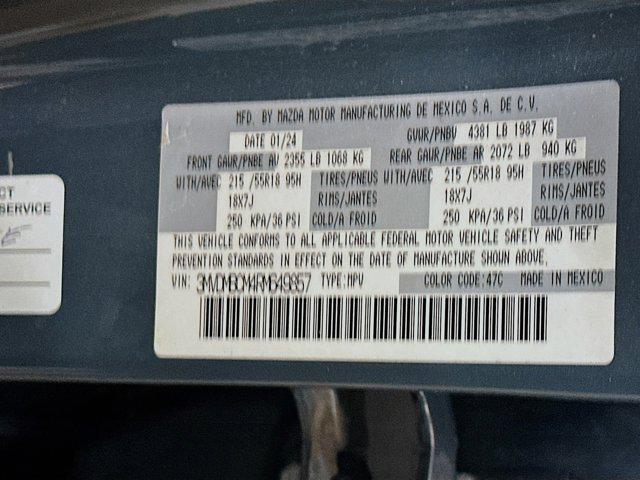 MFD. BY MAZDA MOTOR MANUFACTURING DE MEXICO S.A. DE C.V.
DATE 01/24 GVWR/PNBV 4381 LB 1987 KG
FRONT GAWR/PNBE AV 2355 LB 1068 KG REAR GAWR/PNBE AR 2072 LB 940 KG
WITH/AVEC 215 /55R18 95H TIRES/PNEUS WITH/AVEC 215 /55R18 95H TIRES/PNEUS
18X7J RIMS/JANTES 18X7J RIMS/JANTES
250 KPA/36 PSI COLD/A FROID 250 KPA/36 PSI COLD/A FROID
THIS VEHICLE CONFORMS TO ALL APPLICABLE FEDERAL MOTOR VEHICLE SAFETY AND THEFT
PREVENTION STANDARDS IN EFFECT ON THE DATE OF MANUFACTURE SHOWN ABOVE.
VIN: 3MVDMBCM4RM649857 TYPE:MPV COLOR CODE:47C MADE IN MEXICO
CT
SERVICE